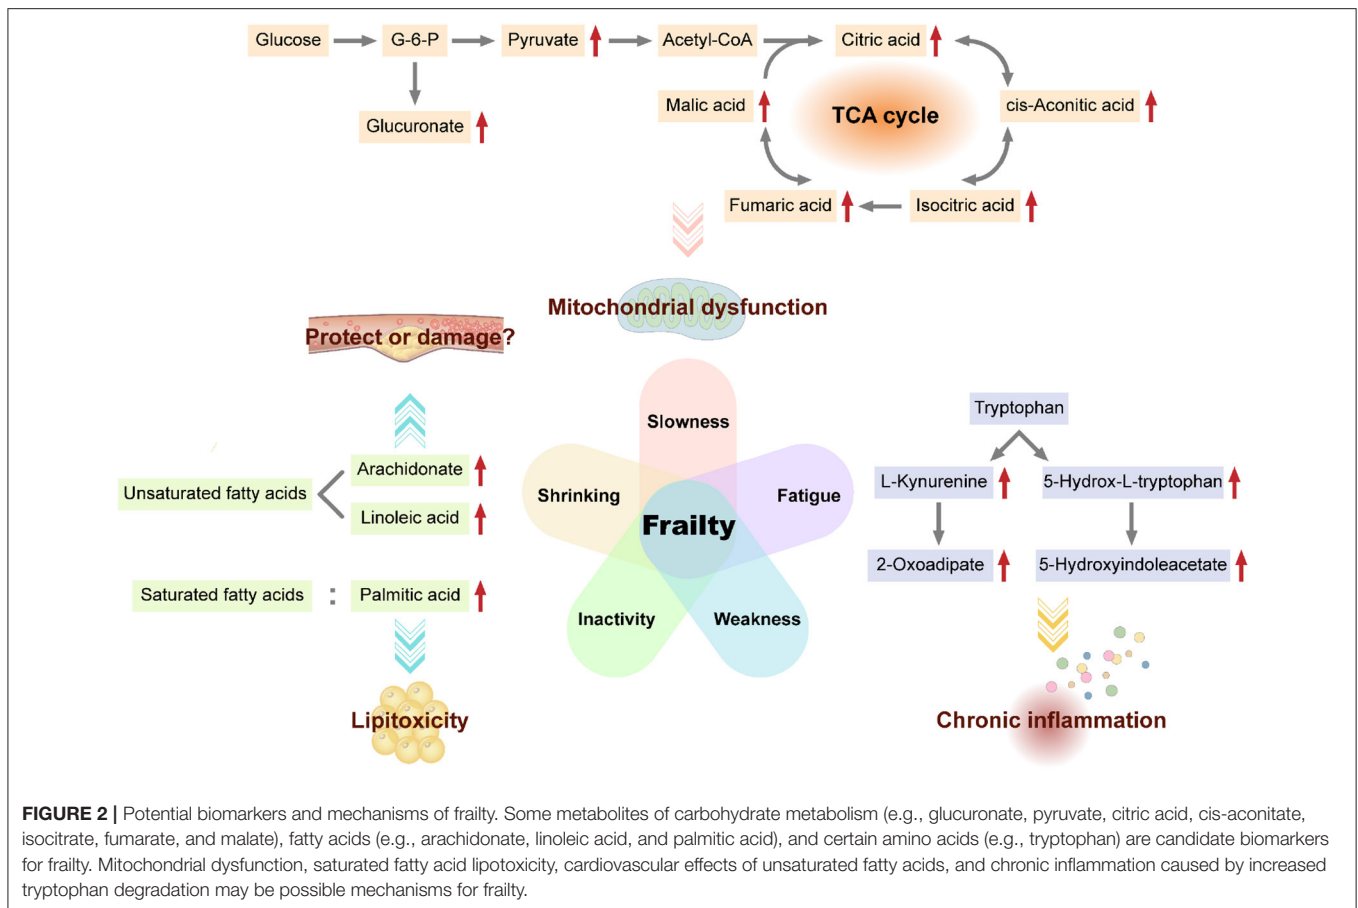 Glucose
G-6-P
Pyruvate
Acetyl-CoA
Citric acid
Malic acid
TCA cycle
cis-Aconitic acid
Glucuronate
Fumaric acid
Isocitric acid
Mitochondrial dysfunction
Protect or damage?
Slowness
Tryptophan
Arachidonate
Unsaturated fatty acids
Linoleic acid
Shrinking
Fatigue
Frailty
L-Kynurenine
5-Hydrox-L-tryptophan
2-Oxoadipate
5-Hydroxyindoleacetate
Saturated fatty acids
:
Palmitic acid
Inactivity
Weakness
Lipitoxicity
Chronic inflammation
FIGURE 2 | Potential biomarkers and mechanisms of frailty. Some metabolites of carbohydrate metabolism (e.g., glucuronate, pyruvate, citric acid, cis-aconitate,
isocitrate, fumarate, and malate), fatty acids (e.g., arachidonate, linoleic acid, and palmitic acid), and certain amino acids (e.g., tryptophan) are candidate biomarkers
for frailty. Mitochondrial dysfunction, saturated fatty acid lipotoxicity, cardiovascular effects of unsaturated fatty acids, and chronic inflammation caused by increased
tryptophan degradation may be possible mechanisms for frailty.